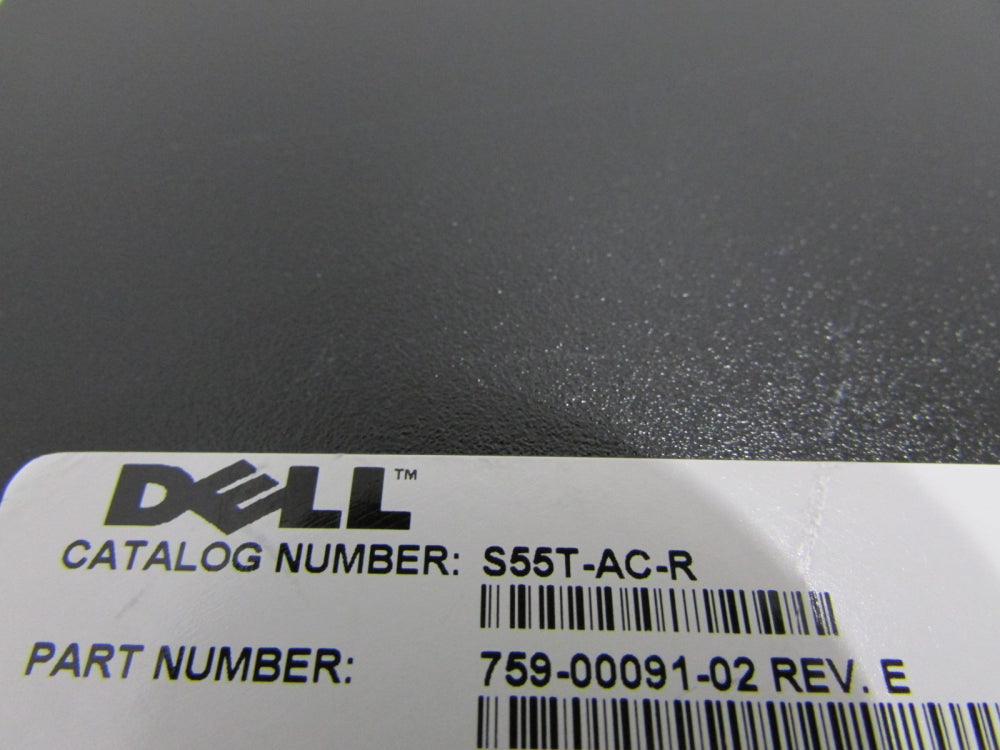 DELL™
CATALOG NUMBER: S55T-AC-R
PART NUMBER: 759-00091-02 REV. E